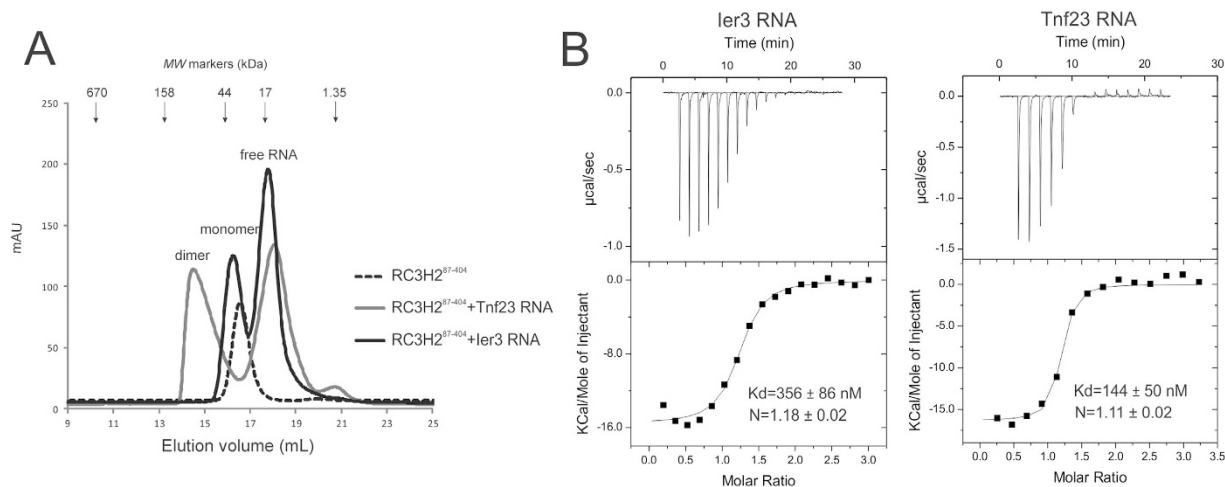 A
MW markers (kDa)
670 158 44 17 1.35
250
200
150
100
50
0
mAU
free RNA
monomer
dimer
RC3H2⁸⁷⁻⁴⁰⁴
RC3H2⁸⁷⁻⁴⁰⁴+Tnf23 RNA
RC3H2⁸⁷⁻⁴⁰⁴+Ier3 RNA
9 11 13 15 17 19 21 23 25
Elution volume (mL)
B
Ier3 RNA
Time (min)
0 10 20 30
0.0
-0.5
-1.0
µcal/sec
0.0
-8.0
-16.0
KCal/Mole of Injectant
Kd=356 ± 86 nM
N=1.18 ± 0.02
0.0 0.5 1.0 1.5 2.0 2.5 3.0
Molar Ratio
Tnf23 RNA
Time (min)
0 10 20 30
0.0
-0.5
-1.0
-1.5
µcal/sec
0.0
-5.0
-10.0
-15.0
KCal/Mole of Injectant
Kd=144 ± 50 nM
N=1.11 ± 0.02
0.0 0.5 1.0 1.5 2.0 2.5 3.0 3.5
Molar Ratio